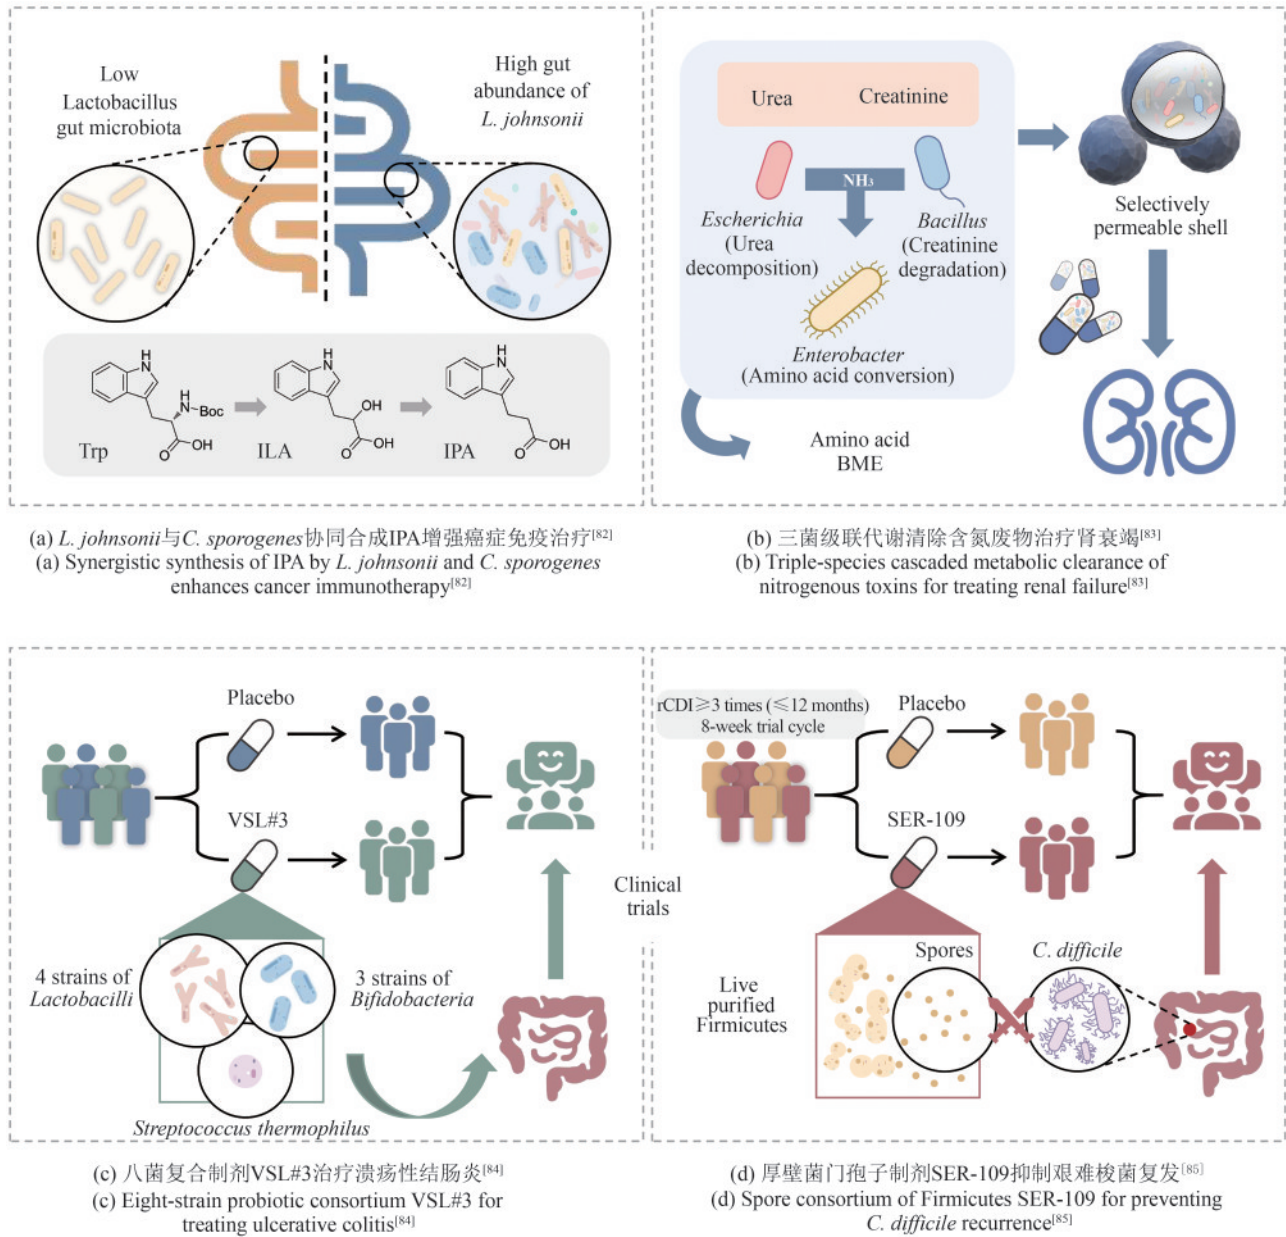 Low
Lactobacillus
gut microbiota
High gut
abundance of
L. johnsonii
H
N
H
N
H
N
H
N
Boc
OH
O
Trp
OH
OH
O
ILA
OH
O
IPA
(a) L. johnsonii与C. sporogenes协同合成IPA增强癌症免疫治疗[82]
(a) Synergistic synthesis of IPA by L. johnsonii and C. sporogenes
enhances cancer immunotherapy[82]
Urea
Creatinine
NH3
Escherichia
(Urea
decomposition)
Bacillus
(Creatinine
degradation)
Enterobacter
(Amino acid conversion)
Amino acid
BME
Selectively
permeable shell
(b) 三菌级联代谢清除含氮废物治疗肾衰竭[83]
(b) Triple-species cascaded metabolic clearance of
nitrogenous toxins for treating renal failure[83]
Placebo
VSL#3
4 strains of
Lactobacilli
3 strains of
Bifidobacteria
Streptococcus thermophilus
Clinical
trials
(c) 八菌复合制剂VSL#3治疗溃疡性结肠炎[84]
(c) Eight-strain probiotic consortium VSL#3 for
treating ulcerative colitis[84]
rCDI≥3 times (≤12 months)
8-week trial cycle
Placebo
SER-109
Spores
C. difficile
Live
purified
Firmicutes
(d) 厚壁菌门孢子制剂SER-109抑制艰难梭菌复发[85]
(d) Spore consortium of Firmicutes SER-109 for preventing
C. difficile recurrence[85]